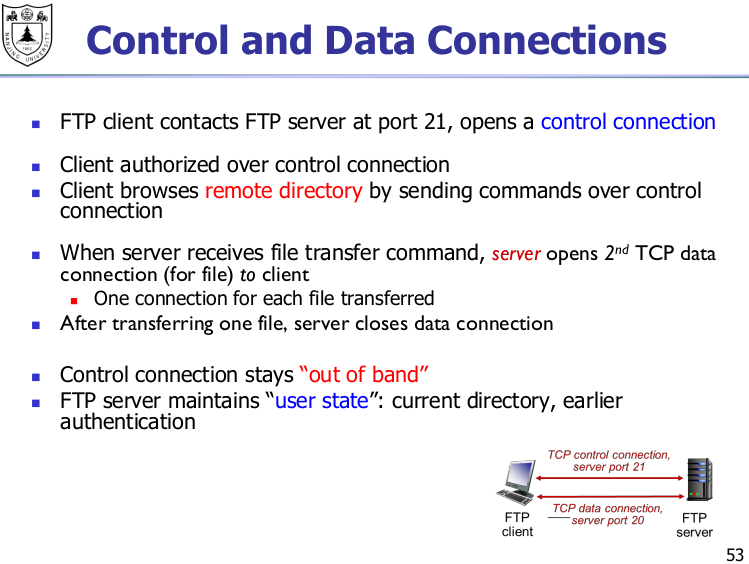 NANJING UNIVERSITY
1902
Control and Data Connections
FTP client contacts FTP server at port 21, opens a control connection
Client authorized over control connection
Client browses remote directory by sending commands over control
connection
When server receives file transfer command, server opens 2nd TCP data
connection (for file) to client
One connection for each file transferred
After transferring one file, server closes data connection
Control connection stays “out of band”
FTP server maintains “user state”: current directory, earlier
authentication
TCP control connection,
server port 21
TCP data connection,
server port 20
FTP
client
FTP
server
53